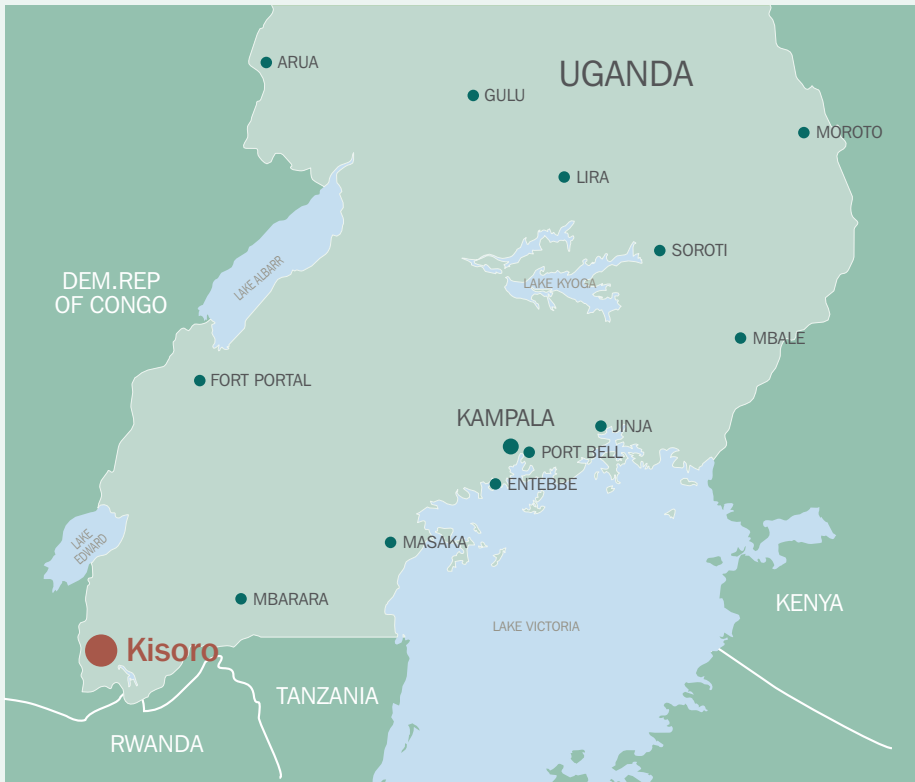 ARUA
UGANDA
GULU
MOROTO
LIRA
SOROTI
LAKE ALBARR
LAKE KYOGA
DEM.REP
OF CONGO
MBALE
FORT PORTAL
KAMPALA
JINJA
PORT BELL
ENTEBBE
LAKE
EDWARD
MASAKA
MBARARA
KENYA
LAKE VICTORIA
Kisoro
TANZANIA
RWANDA